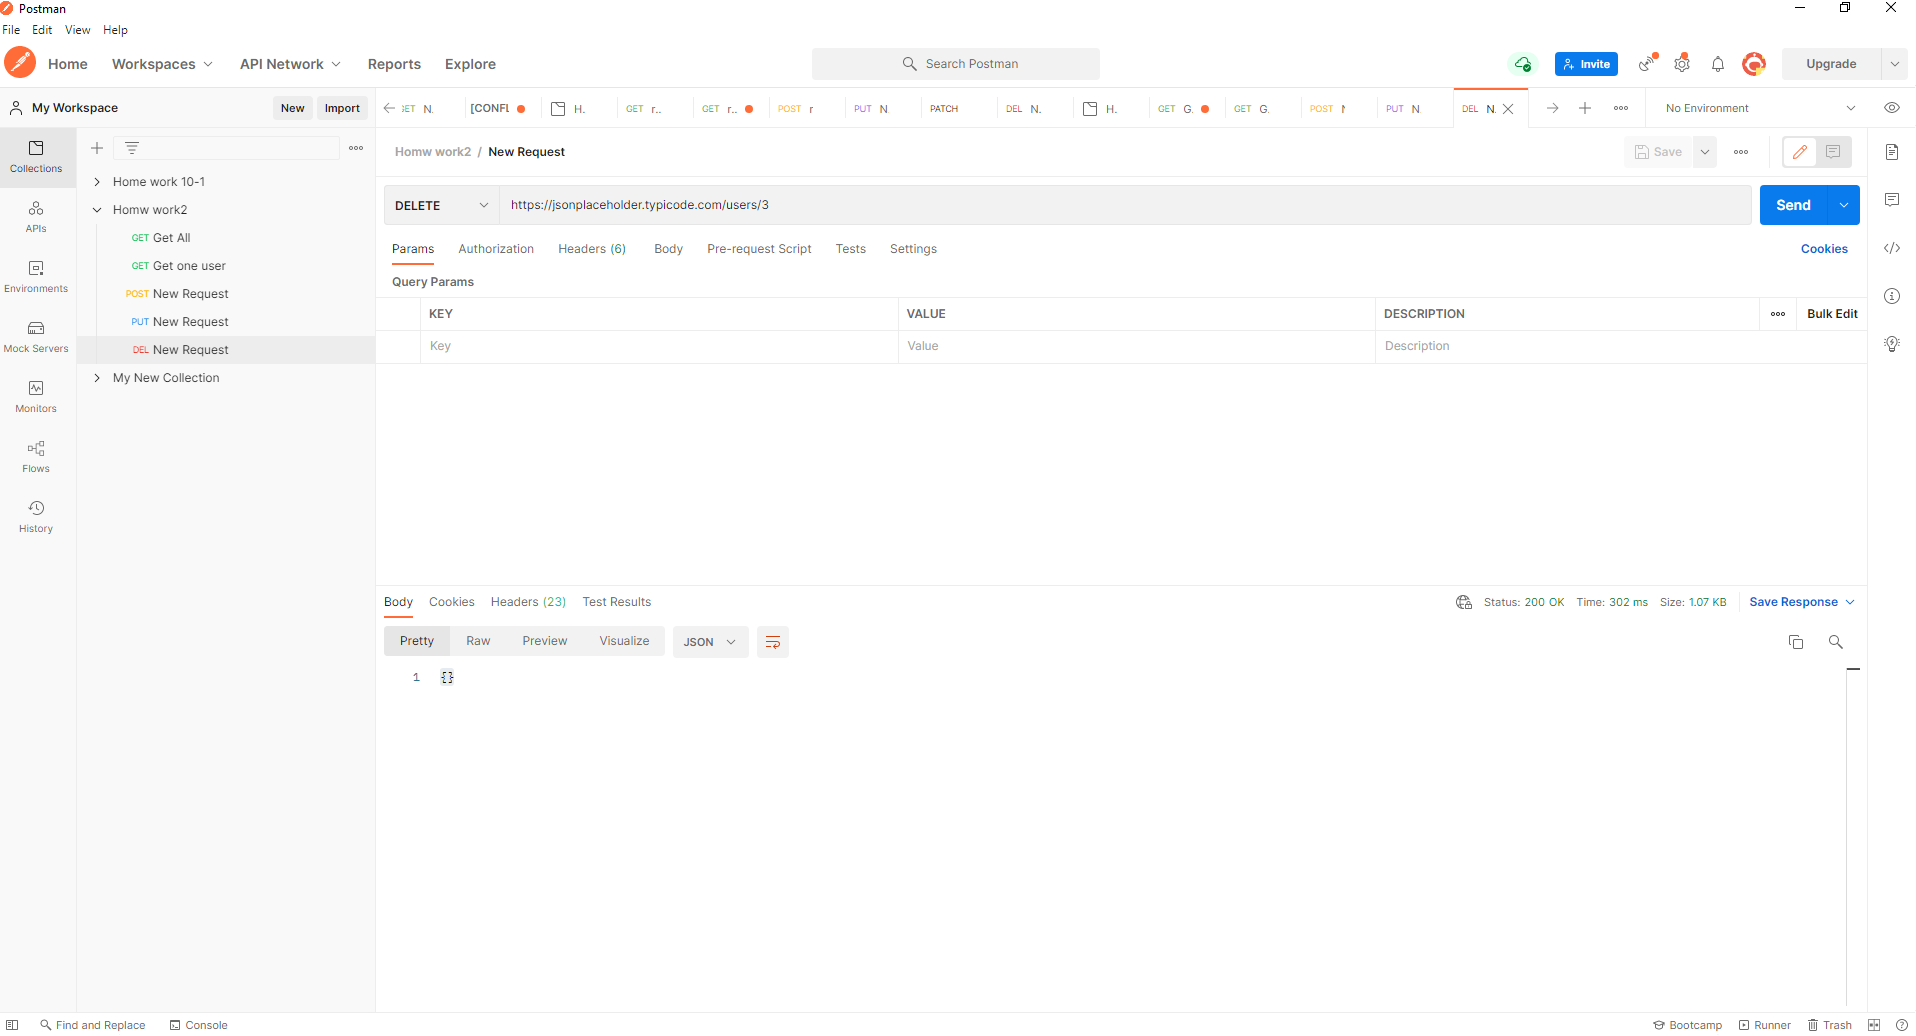 Postman
File Edit View Help
Home Workspaces API Network Reports Explore Search Postman Invite Upgrade
My Workspace New Import
GET N. [CONFL H. GET r.. GET r.. POST r PUT N PATCH DEL N. H. GET G. GET G. POST PUT N. DEL N. No Environment
Homw work2 / New Request Save
Collections
APIs
Environments
Mock Servers
Monitors
Flows
History
Home work 10-1
Homw work2
GET Get All
GET Get one user
POST New Request
PUT New Request
DEL New Request
My New Collection
DELETE https://jsonplaceholder.typicode.com/users/3 Send
Params Authorization Headers (6) Body Pre-request Script Tests Settings Cookies
Query Params
KEY VALUE DESCRIPTION Bulk Edit
Key Value Description
Body Cookies Headers (23) Test Results Status: 200 OK Time: 302 ms Size: 1.07 KB Save Response
Pretty Raw Preview Visualize JSON
1 {}
Find and Replace Console Bootcamp Runner Trash